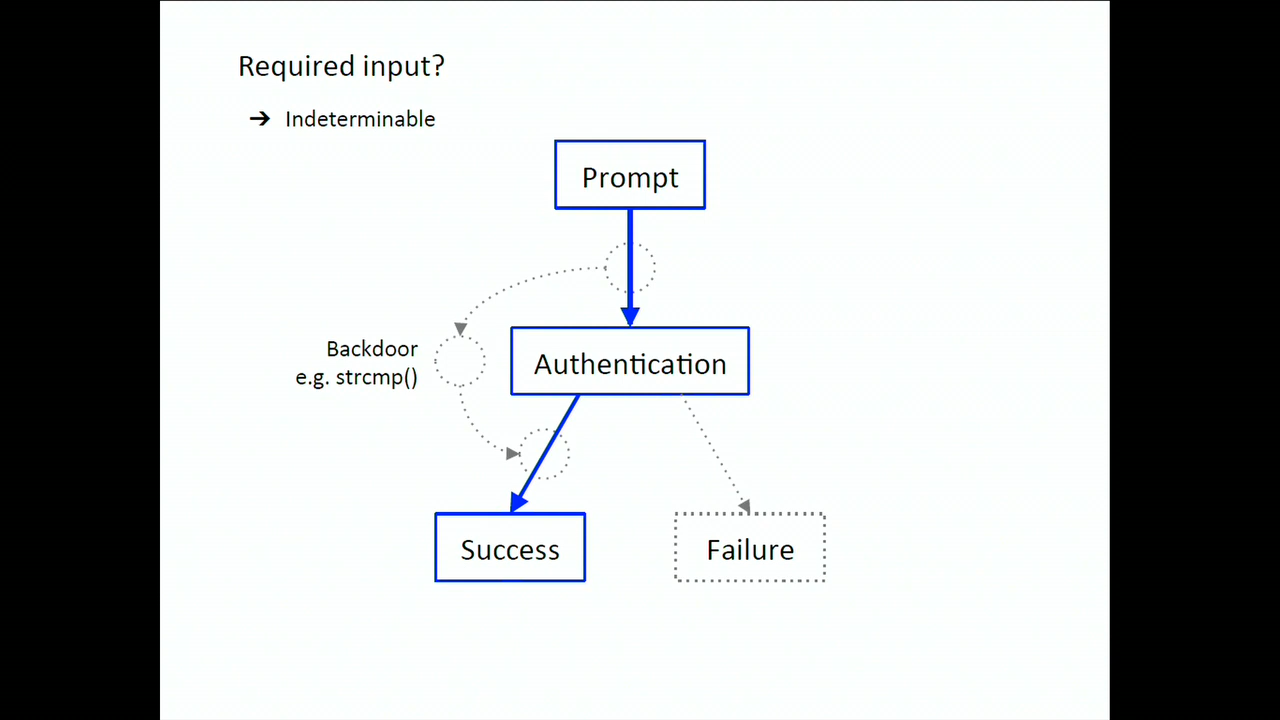 Required input?
➔ Indeterminable
Prompt
Backdoor
e.g. strcmp()
Authentication
Success
Failure